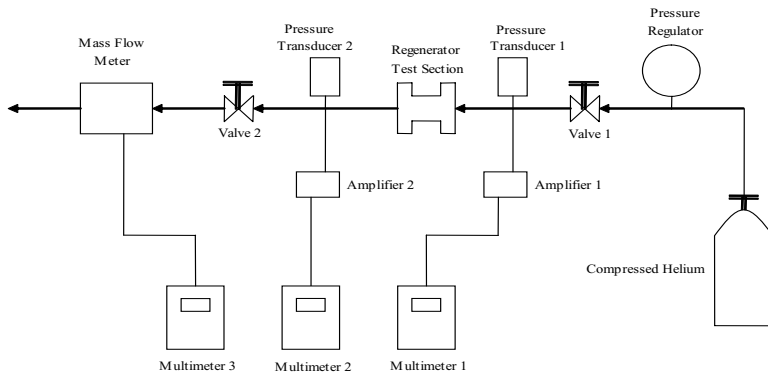 Mass Flow
Meter
Pressure
Transducer 2
Regenerator
Test Section
Pressure
Transducer 1
Pressure
Regulator
Valve 2
Valve 1
Amplifier 2
Amplifier 1
Compressed Helium
Multimeter 3
Multimeter 2
Multimeter 1